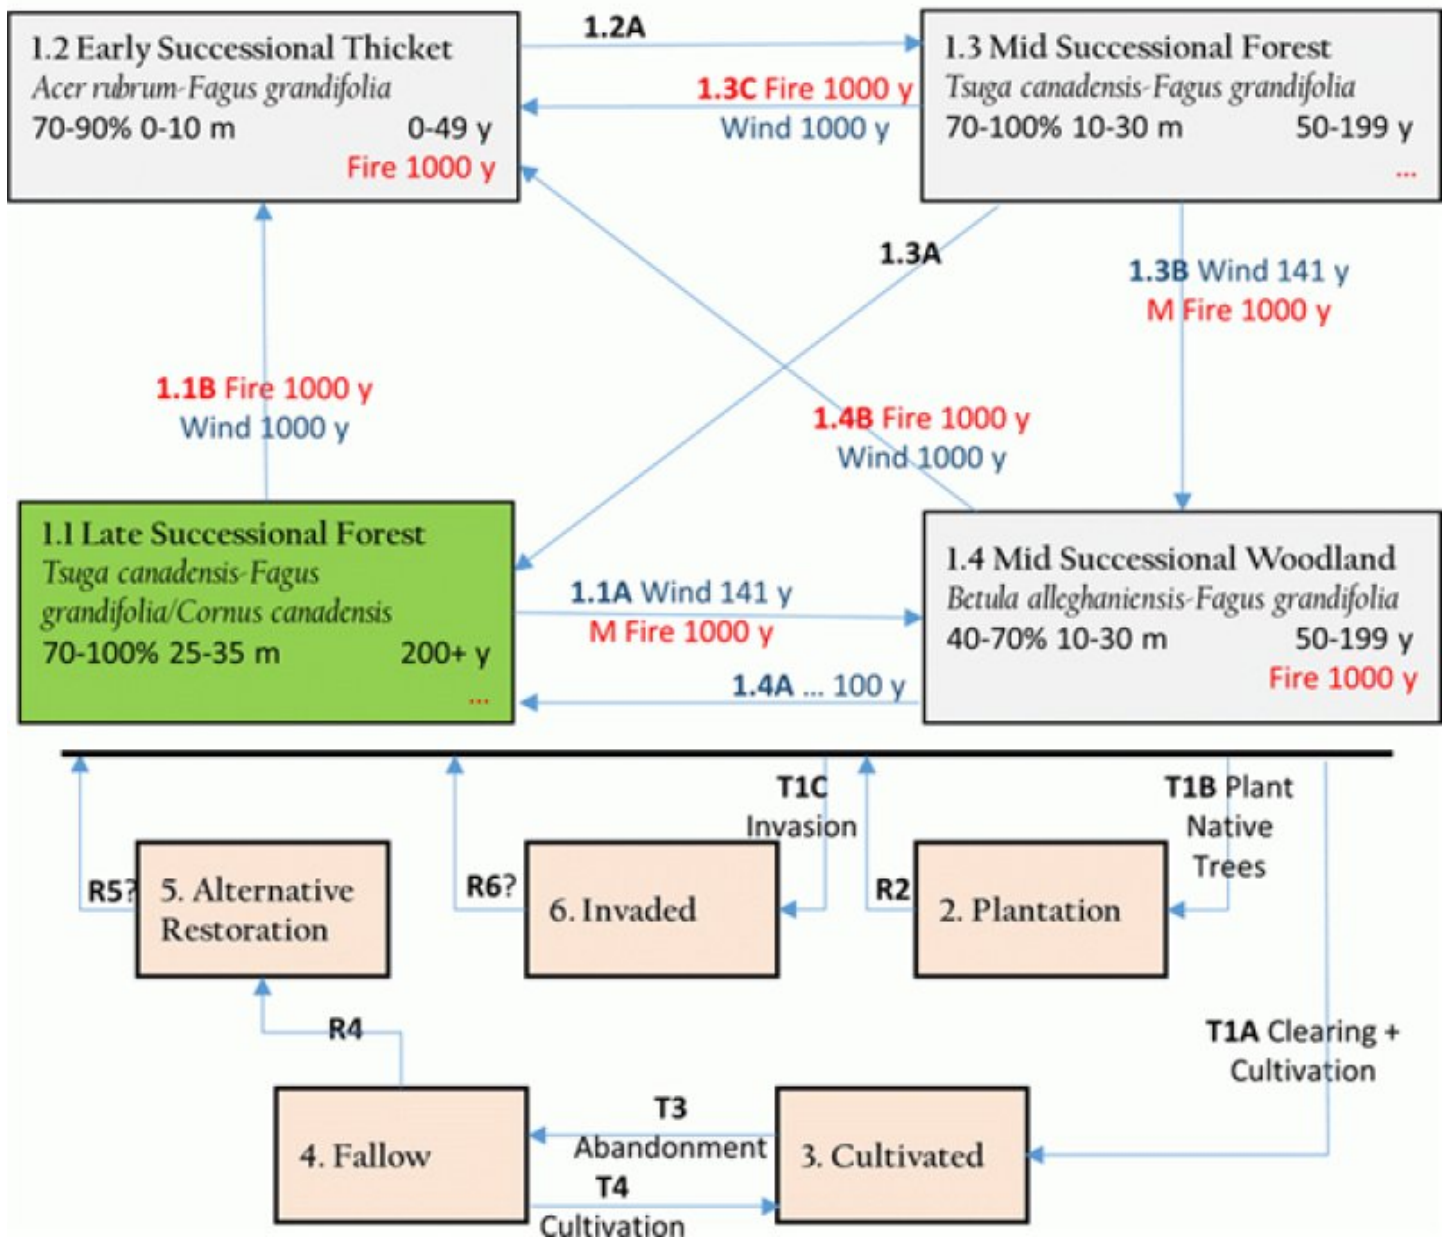 1.2 Early Successional Thicket
Acer rubrum-Fagus grandifolia
70-90% 0-10 m 0-49 y
Fire 1000 y
1.2A
1.3C Fire 1000 y
Wind 1000 y
1.3 Mid Successional Forest
Tsuga canadensis-Fagus grandifolia
70-100% 10-30 m 50-199 y
...
1.3A
1.3B Wind 141 y
M Fire 1000 y
1.1B Fire 1000 y
Wind 1000 y
1.4B Fire 1000 y
Wind 1000 y
1.1 Late Successional Forest
Tsuga canadensis-Fagus
grandifolia/Cornus canadensis
70-100% 25-35 m 200+ y
...
1.1A Wind 141 y
M Fire 1000 y
1.4A ... 100 y
1.4 Mid Successional Woodland
Betula alleghaniensis-Fagus grandifolia
40-70% 10-30 m 50-199 y
Fire 1000 y
T1C
Invasion
T1B Plant
Native
Trees
R5?
5. Alternative
Restoration
R6?
6. Invaded
R2
2. Plantation
R4
T1A Clearing +
Cultivation
4. Fallow
T3
Abandonment
T4
Cultivation
3. Cultivated